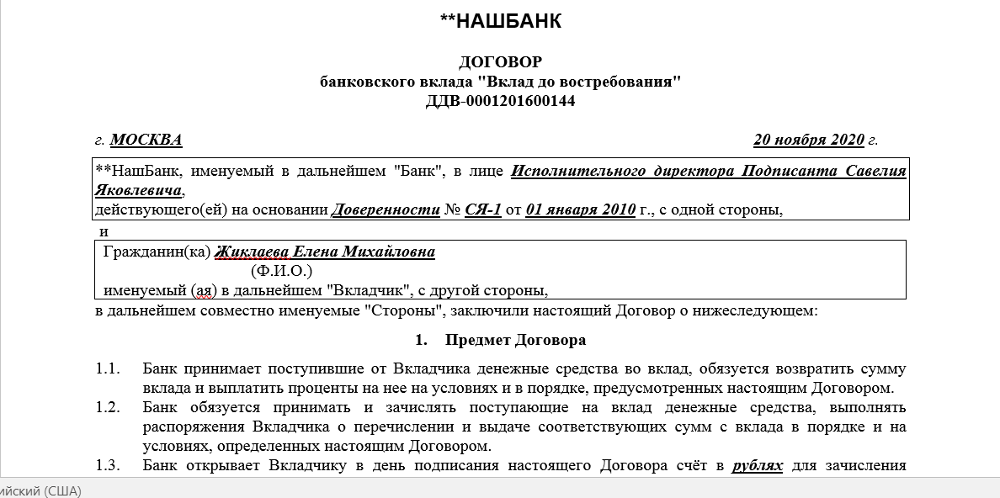 **НАШБАНК
ДОГОВОР
банковского вклада "Вклад до востребования"
ДДВ-0001201600144
г. МОСКВА 20 ноября 2020 г.
**НашБанк, именуемый в дальнейшем "Банк", в лице Исполнительного директора Подписанта Савелия
Яковлевича,
действующего(ей) на основании Доверенности № СЯ-1 от 01 января 2010 г., с одной стороны,
и
Гражданин(ка) Жиклаева Елена Михайловна
(Ф.И.О.)
именуемый (ая) в дальнейшем "Вкладчик", с другой стороны,
в дальнейшем совместно именуемые "Стороны", заключили настоящий Договор о нижеследующем:
1. Предмет Договора
1.1. Банк принимает поступившие от Вкладчика денежные средства во вклад, обязуется возвратить сумму
вклада и выплатить проценты на нее на условиях и в порядке, предусмотренных настоящим Договором.
1.2. Банк обязуется принимать и зачислять поступающие на вклад денежные средства, выполнять
распоряжения Вкладчика о перечислении и выдаче соответствующих сумм с вклада в порядке и на
условиях, определенных настоящим Договором.
1.3. Банк открывает Вкладчику в день подписания настоящего Договора счёт в рублях для зачисления
ийский (США)